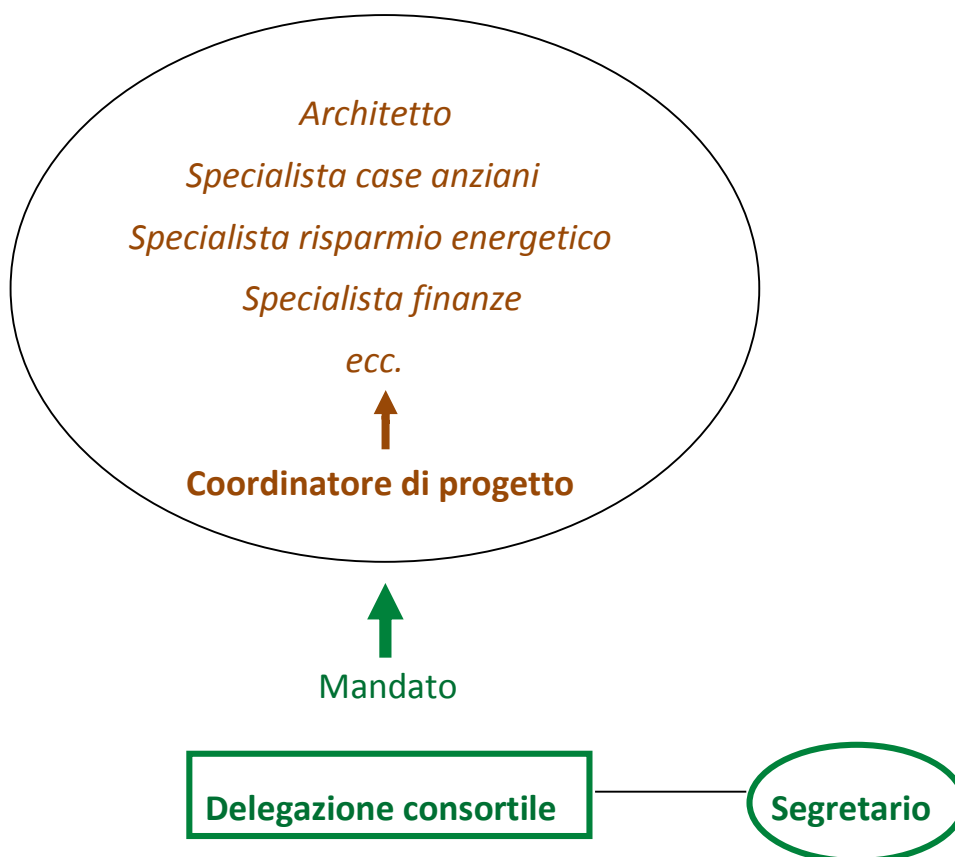 Architetto
Specialista case anziani
Specialista risparmio energetico
Specialista finanze
ecc.
Coordinatore di progetto
Mandato
Delegazione consortile
Segretario